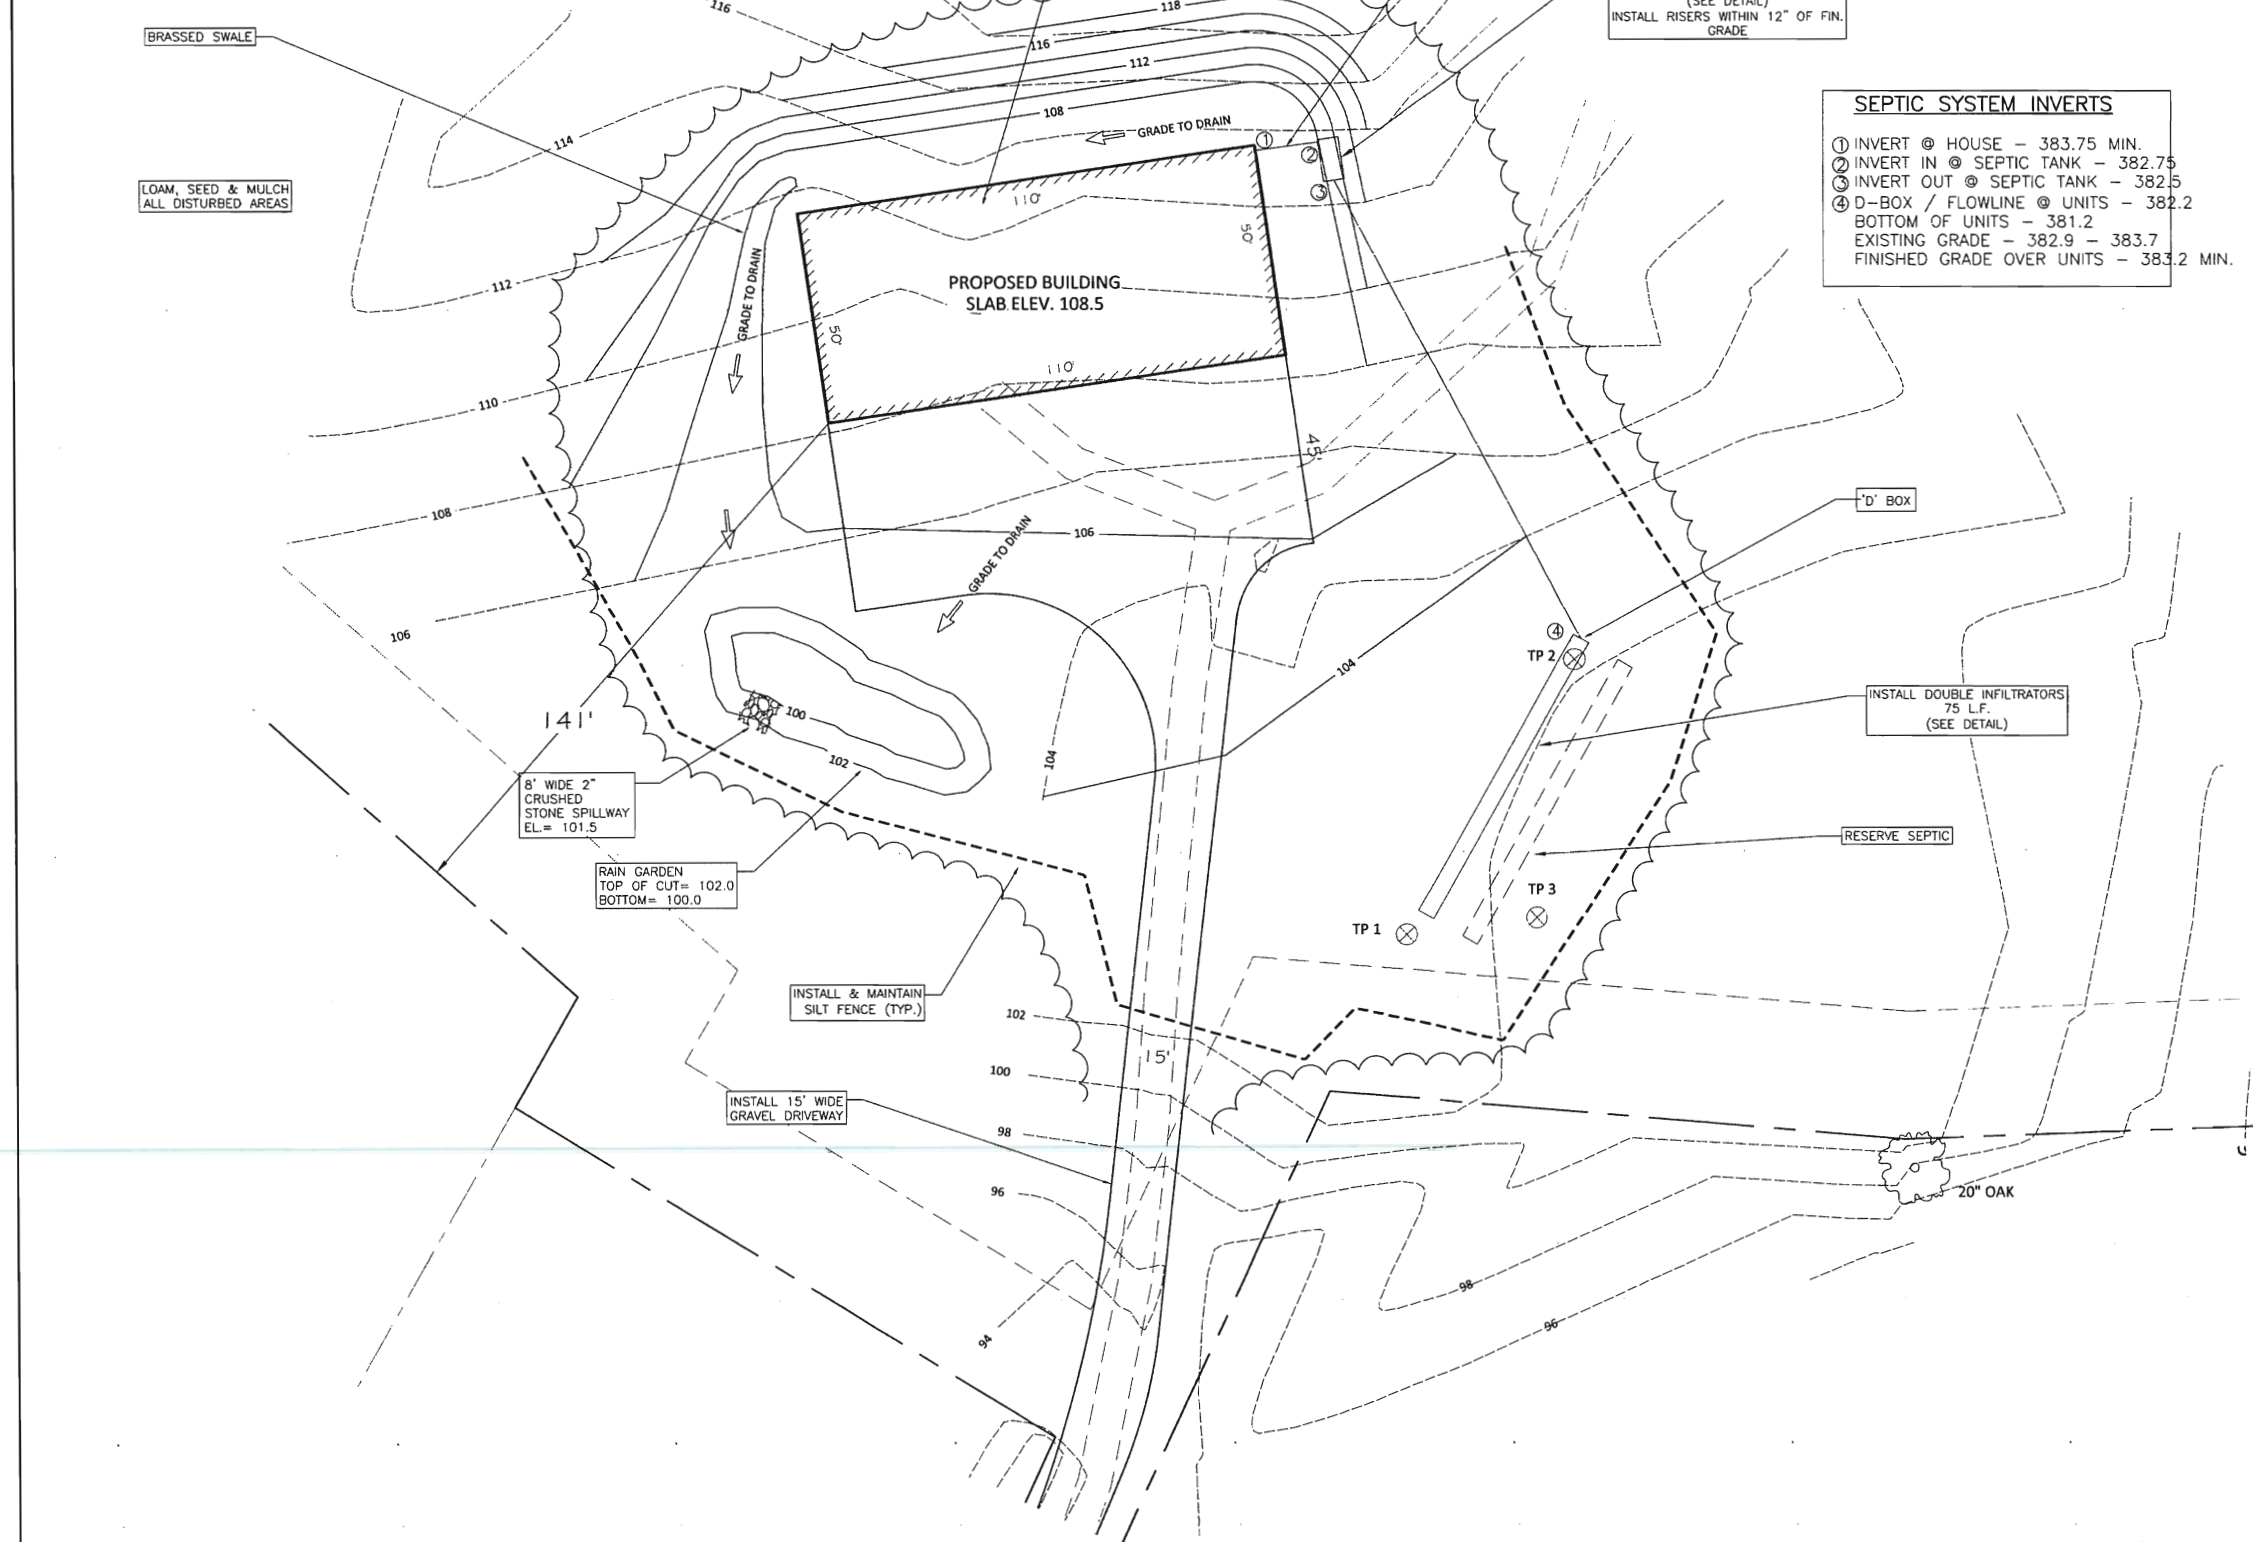 116
118
(SEE DETAIL)
INSTALL RISERS WITHIN 12" OF FIN.
GRADE
BRASSED SWALE
116
112
108
GRADE TO DRAIN
114
LOAM, SEED & MULCH
ALL DISTURBED AREAS
SEPTIC SYSTEM INVERTS
① INVERT @ HOUSE – 383.75 MIN.
② INVERT IN @ SEPTIC TANK – 382.75
③ INVERT OUT @ SEPTIC TANK – 382.5
④ D-BOX / FLOWLINE @ UNITS – 382.2
BOTTOM OF UNITS – 381.2
EXISTING GRADE – 382.9 – 383.7
FINISHED GRADE OVER UNITS – 383.2 MIN.
①
②
③
110'
50'
112
GRADE TO DRAIN
PROPOSED BUILDING
SLAB ELEV. 108.5
50'
110'
110
45'
108
'D' BOX
106
GRADE TO DRAIN
106
④
TP 2
104
141'
100
102
104
INSTALL DOUBLE INFILTRATORS
75 L.F.
(SEE DETAIL)
8' WIDE 2"
CRUSHED
STONE SPILLWAY
EL.= 101.5
RESERVE SEPTIC
RAIN GARDEN
TOP OF CUT= 102.0
BOTTOM= 100.0
TP 3
TP 1
INSTALL & MAINTAIN
SILT FENCE (TYP.)
102
15'
100
INSTALL 15' WIDE
GRAVEL DRIVEWAY
98
96
20" OAK
98
96
94